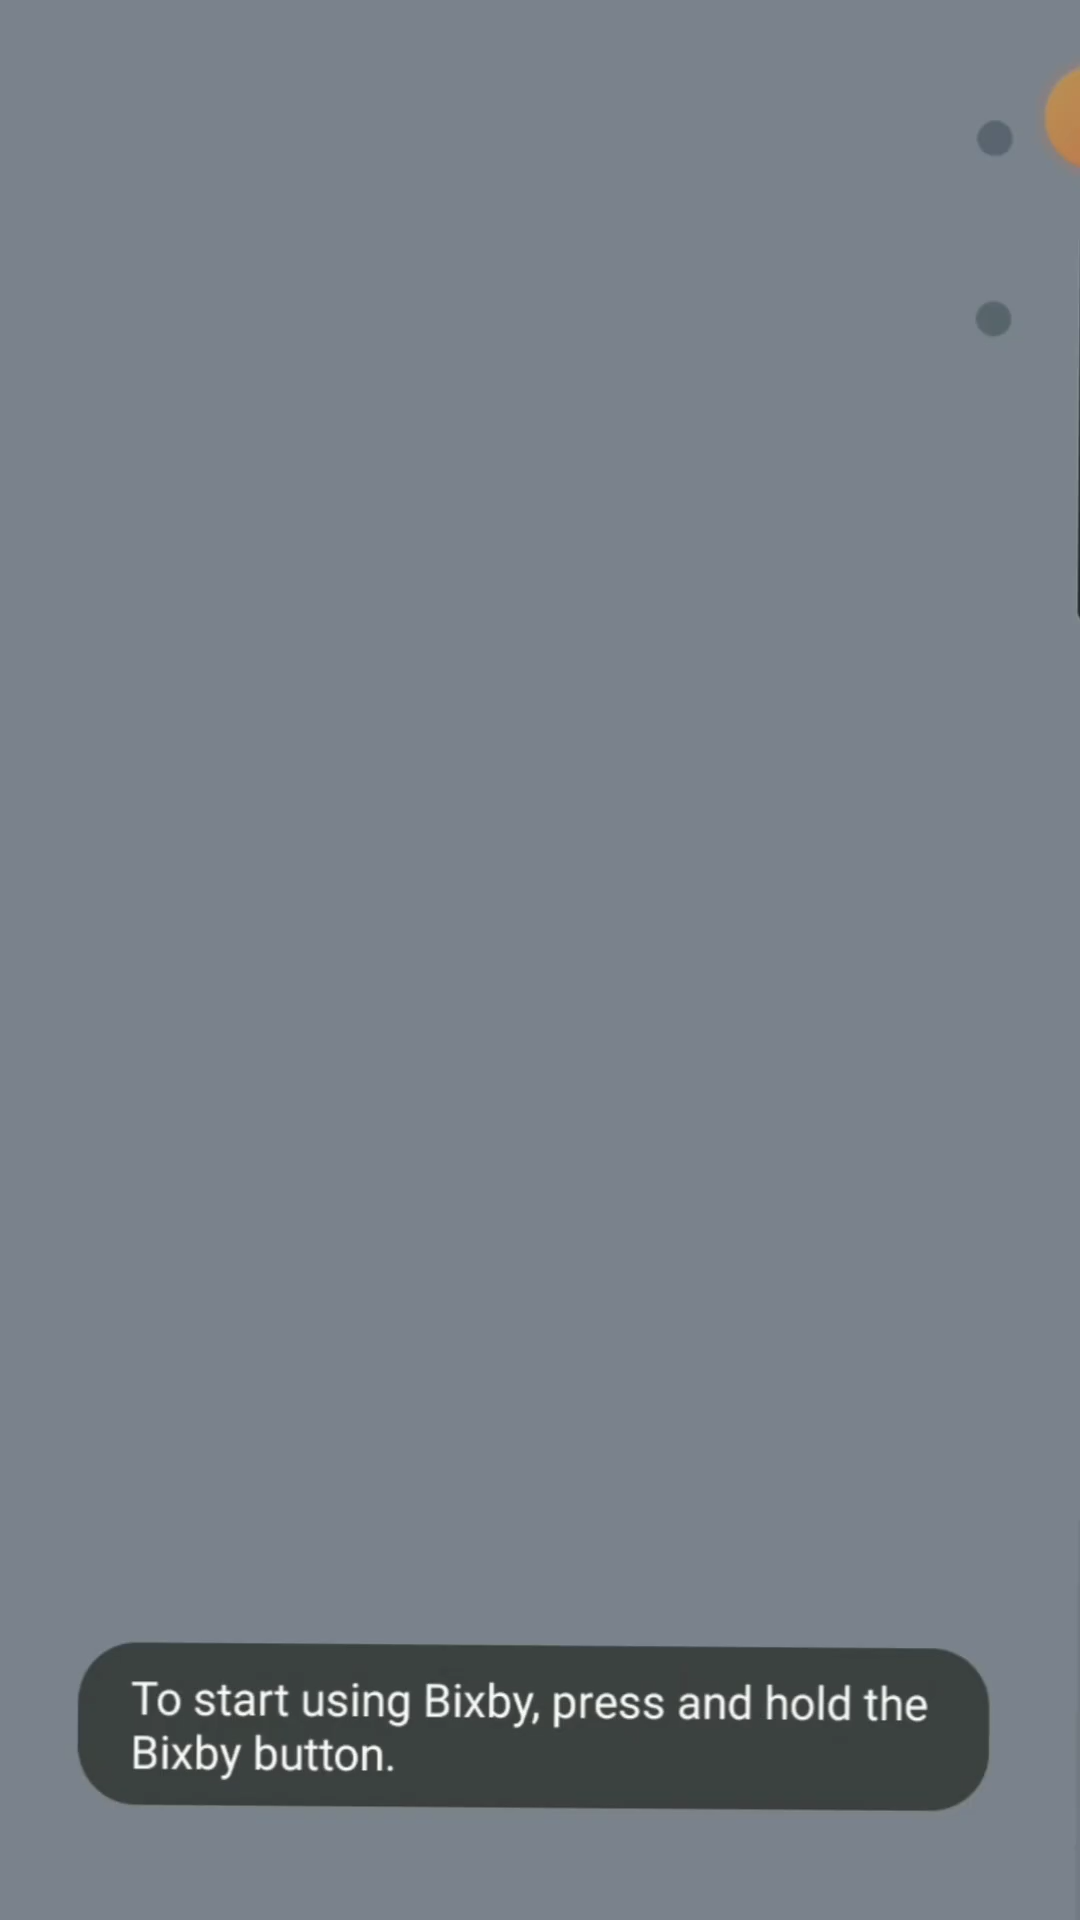 To start using Bixby, press and hold the
Bixby button.